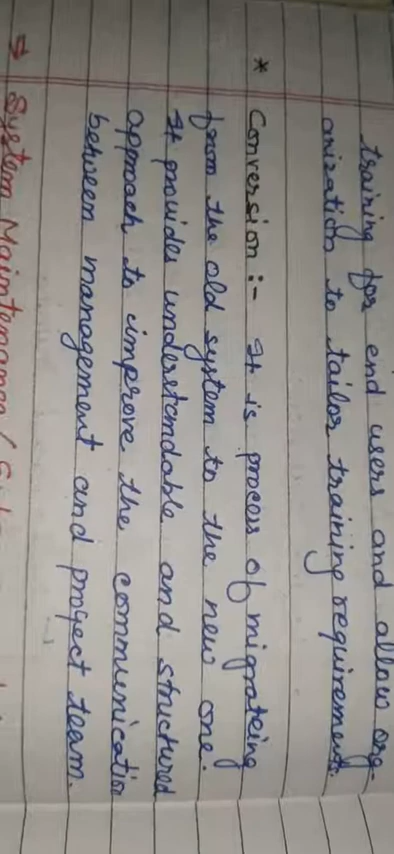 training for end users and allow org-
anization to tailor training requirement.
* Conversion :- It is process of migrateing
from the old system to the new one.
It provides understandable and structured
approach to improve the communication
between management and project team.
→ System Maintenance /